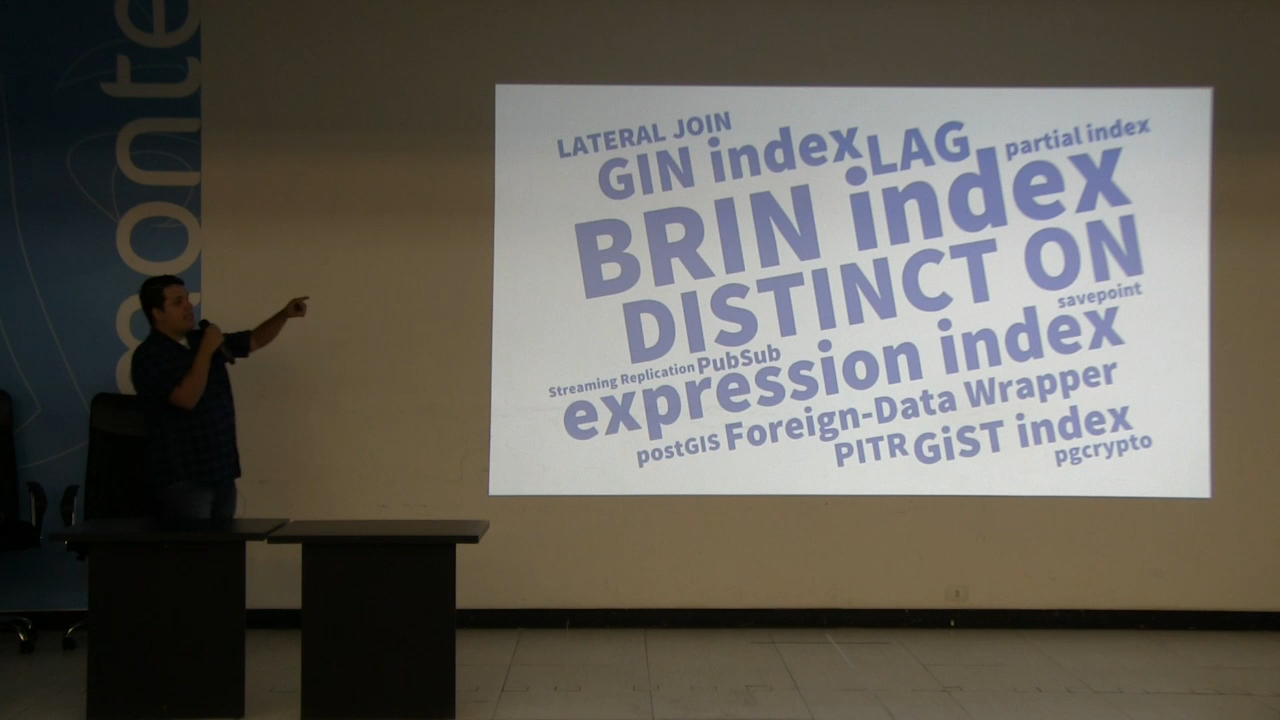 monte
LATERAL JOIN
GIN index
LAG
partial index
BRIN index
DISTINCT ON
savepoint
Streaming Replication
PubSub
expression index
postGIS
Foreign-Data Wrapper
PITR
GiST index
pgcrypto